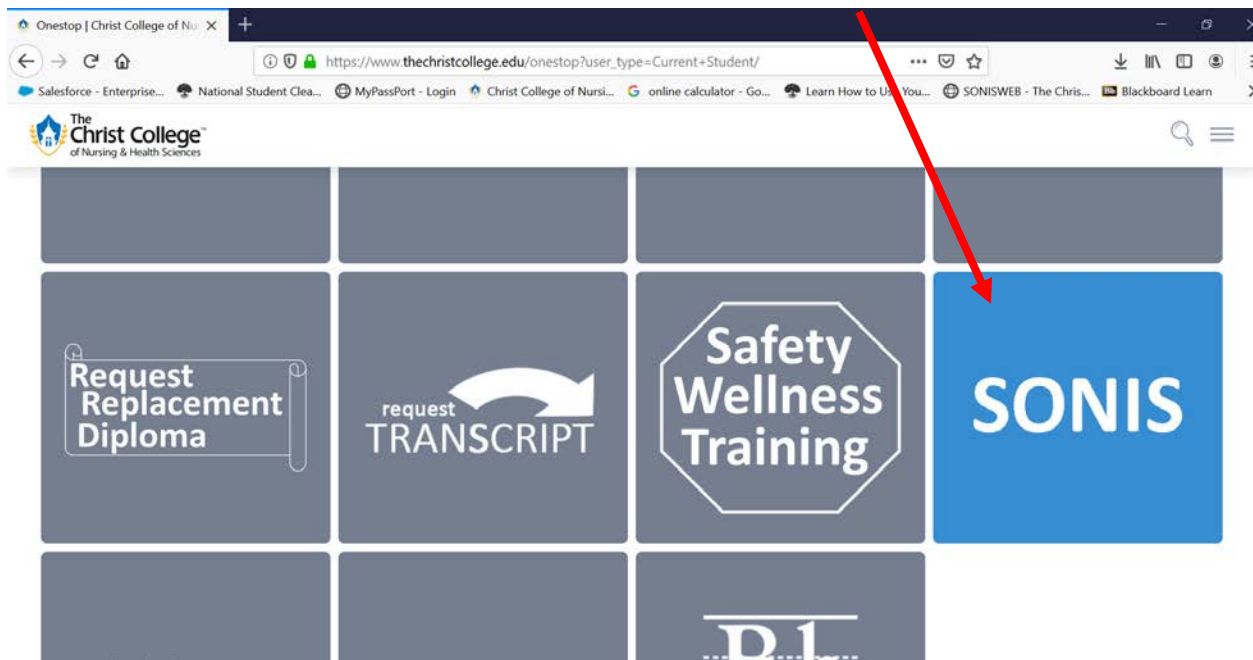 Onestop | Christ College of Nu
https://www.thechristcollege.edu/onestop?user_type=Current+Student/
Salesforce - Enterprise... National Student Clea... MyPassPort - Login Christ College of Nursi... online calculator - Go... Learn How to Use You... SONISWEB - The Chris... Blackboard Learn
The
Christ College
of Nursing & Health Sciences
Request
Replacement
Diploma
request
TRANSCRIPT
Safety
Wellness
Training
SONIS